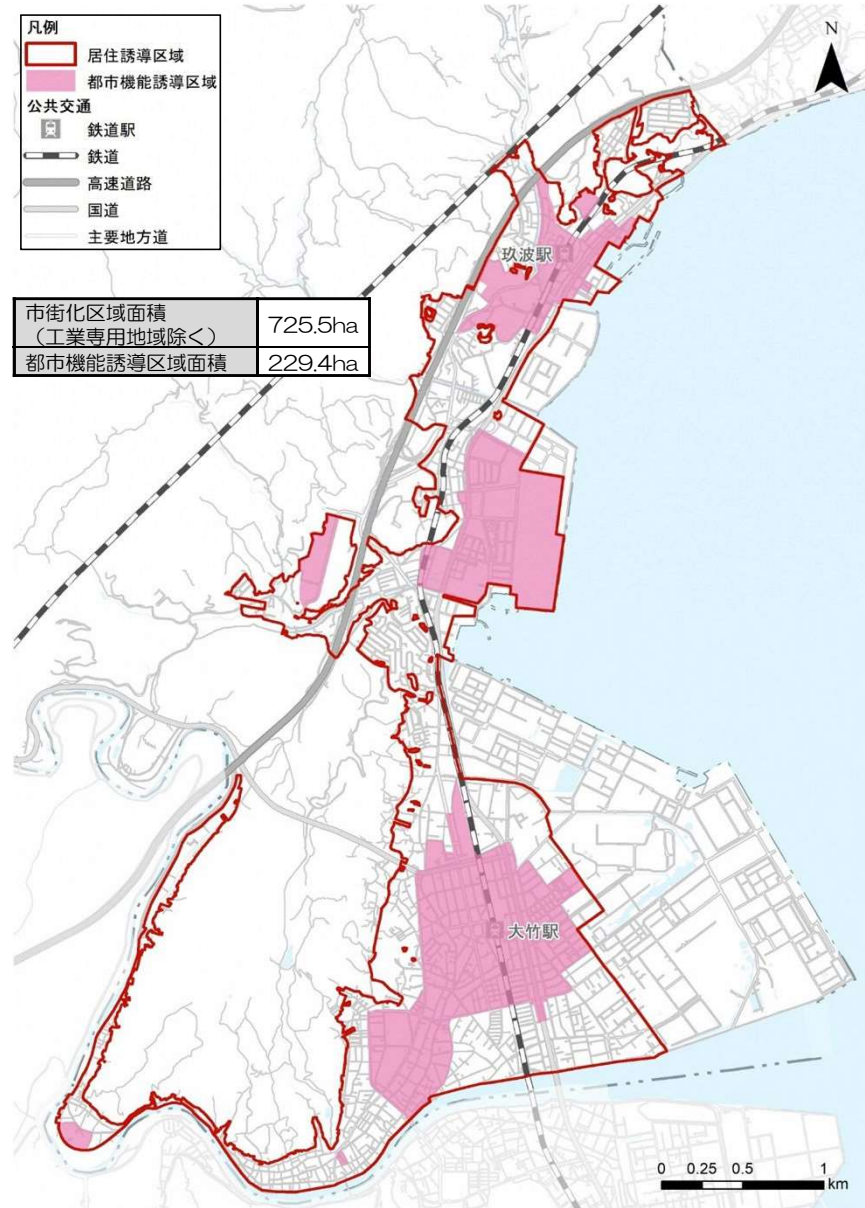 凡例
居住誘導区域
都市機能誘導区域
公共交通
鉄道駅
鉄道
高速道路
国道
主要地方道
N
玖波駅
市街化区域面積
（工業専用地域除く）
725.5ha
都市機能誘導区域面積
229.4ha
大竹駅
0 0.25 0.5 1
km